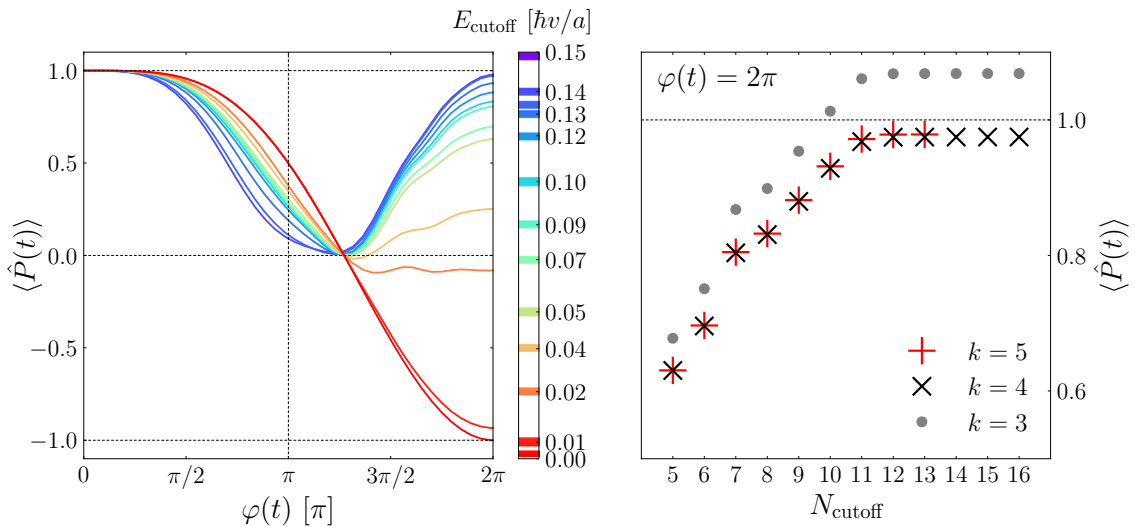 E_cutoff [ħv/a]
1.0
0.5
0.0
−0.5
−1.0
⟨P̂(t)⟩
0
π/2
π
3π/2
2π
φ(t) [π]
0.15
0.14
0.13
0.12
0.10
0.09
0.07
0.05
0.04
0.02
0.01
0.00
φ(t) = 2π
k = 5
k = 4
k = 3
1.0
0.8
0.6
⟨P̂(t)⟩
5 6 7 8 9 10 11 12 13 14 15 16
N_cutoff